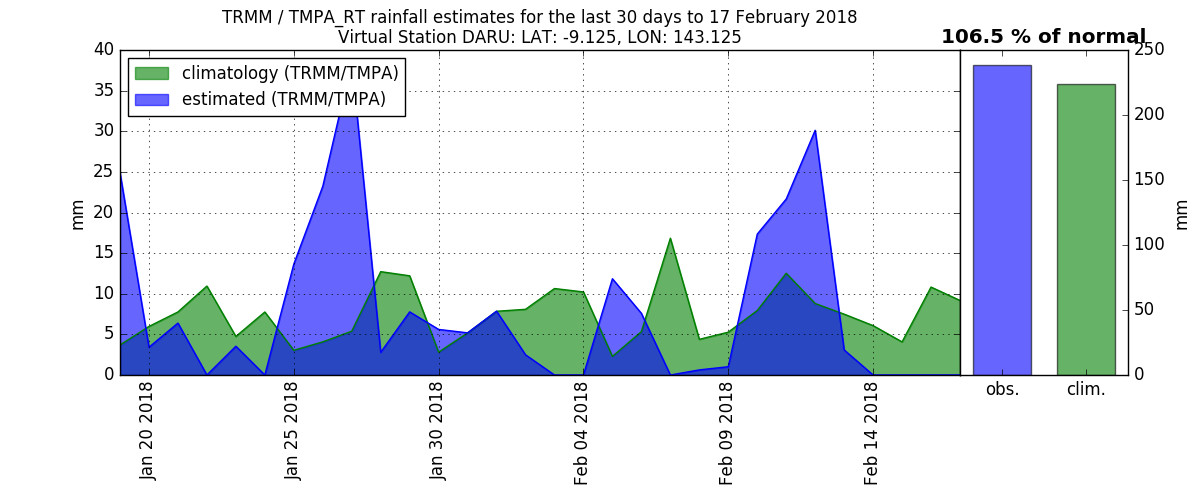 TRMM / TMPA_RT rainfall estimates for the last 30 days to 17 February 2018
Virtual Station DARU: LAT: -9.125, LON: 143.125
106.5 % of normal
climatology (TRMM/TMPA)
estimated (TRMM/TMPA)
40
35
30
25
20
15
10
5
0
mm
Jan 20 2018
Jan 25 2018
Jan 30 2018
Feb 04 2018
Feb 09 2018
Feb 14 2018
250
200
150
100
50
0
mm
obs.
clim.